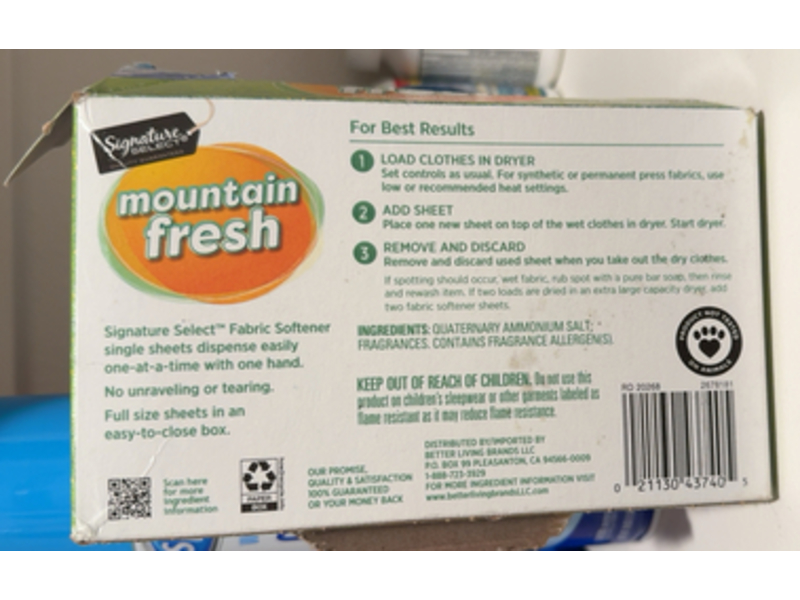 Signature
SELECT®
mountain
fresh
Signature Select™ Fabric Softener
single sheets dispense easily
one-at-a-time with one hand.
No unraveling or tearing.
Full size sheets in an
easy-to-close box.
Scan here
for more
ingredient
information
PAPER
BOX
For Best Results
1 LOAD CLOTHES IN DRYER
Set controls as usual. For synthetic or permanent press fabrics, use
low or recommended heat settings.
2 ADD SHEET
Place one new sheet on top of the wet clothes in dryer. Start dryer.
3 REMOVE AND DISCARD
Remove and discard used sheet when you take out the dry clothes.
If spotting should occur, wet fabric, rub spot with a pure bar soap, then rinse
and rewash item. If two loads are dried in an extra large capacity dryer, add
two fabric softener sheets.
INGREDIENTS: QUATERNARY AMMONIUM SALT;
FRAGRANCES. CONTAINS FRAGRANCE ALLERGEN(S).
KEEP OUT OF REACH OF CHILDREN. Do not use this
product on children's sleepwear or other garments labeled as
flame resistant as it may reduce flame resistance.
PRODUCT NOT TESTED
ON ANIMALS
OUR PROMISE,
QUALITY & SATISFACTION
100% GUARANTEED
OR YOUR MONEY BACK
DISTRIBUTED BY/IMPORTED BY
BETTER LIVING BRANDS LLC
P.O. BOX 99 PLEASANTON, CA 94566-0009
1-888-723-3929
FOR MORE INGREDIENT INFORMATION VISIT
www.betterlivingbrandsLLC.com
RO 20268 2679181
0 21130 43740 5